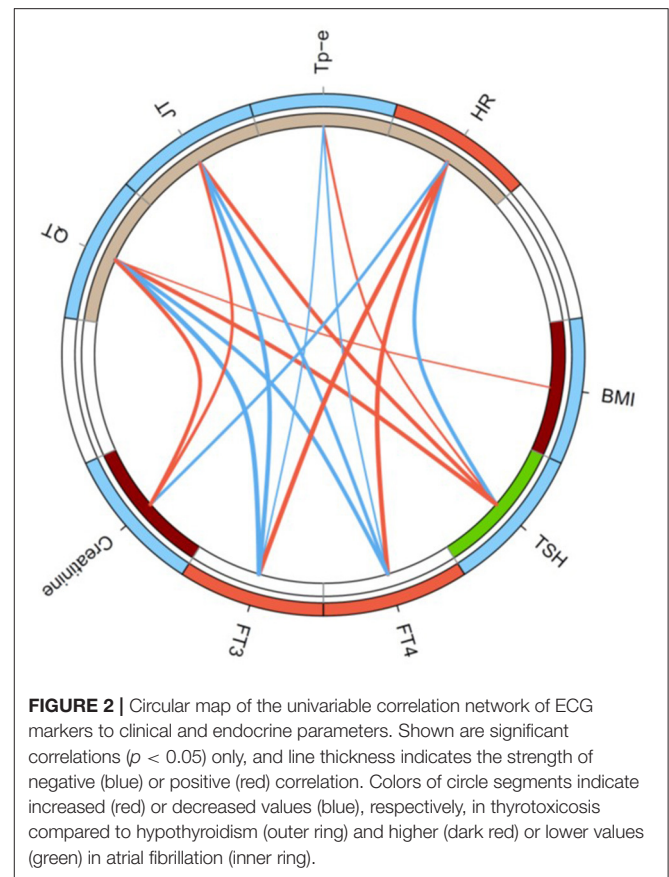 Tp-e
HR
JT
QT
BMI
TSH
Creatinine
FT3
FT4
FIGURE 2 | Circular map of the univariable correlation network of ECG
markers to clinical and endocrine parameters. Shown are significant
correlations (p < 0.05) only, and line thickness indicates the strength of
negative (blue) or positive (red) correlation. Colors of circle segments indicate
increased (red) or decreased values (blue), respectively, in thyrotoxicosis
compared to hypothyroidism (outer ring) and higher (dark red) or lower values
(green) in atrial fibrillation (inner ring).